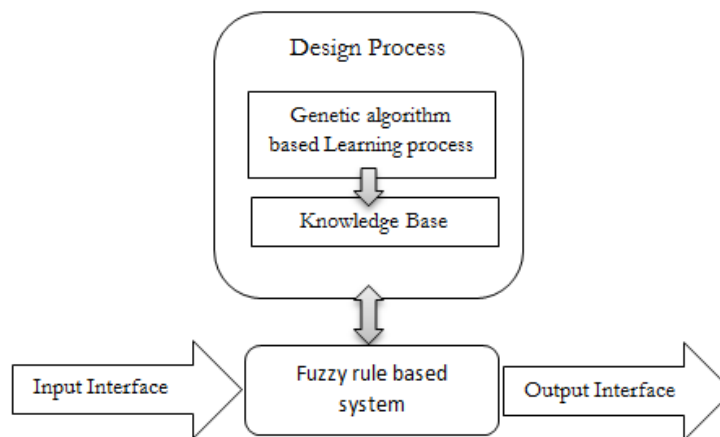 Design Process
Genetic algorithm
based Learning process
Knowledge Base
Input Interface
Fuzzy rule based
system
Output Interface